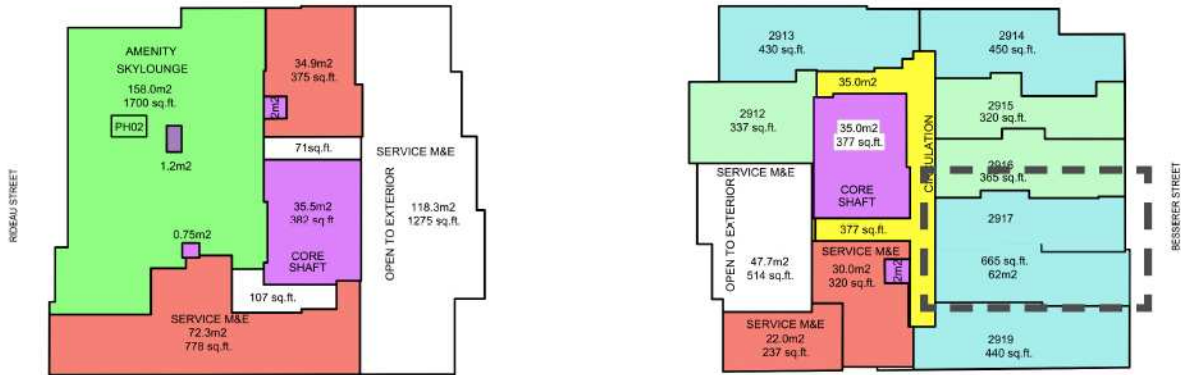 RIDEAU STREET
AMENITY
SKYLOUNGE
158.0m2
1700 sq.ft.
PH02
1.2m2
0.75m2
34.9m2
375 sq.ft.
2m2
71sq.ft.
35.5m2
382 sq.ft
CORE
SHAFT
107 sq.ft.
SERVICE M&E
72.3m2
778 sq.ft.
SERVICE M&E
OPEN TO EXTERIOR
118.3m2
1275 sq.ft.
2913
430 sq.ft.
2914
450 sq.ft.
35.0m2
2912
337 sq.ft.
35.0m2
377 sq.ft.
CORE
SHAFT
CIRCULATION
2915
320 sq.ft.
2916
365 sq.ft.
2917
665 sq.ft.
62m2
SERVICE M&E
OPEN TO EXTERIOR
47.7m2
514 sq.ft.
377 sq.ft.
SERVICE M&E
30.0m2
320 sq.ft.
2m2
SERVICE M&E
22.0m2
237 sq.ft.
2919
440 sq.ft.
BESSERER STREET